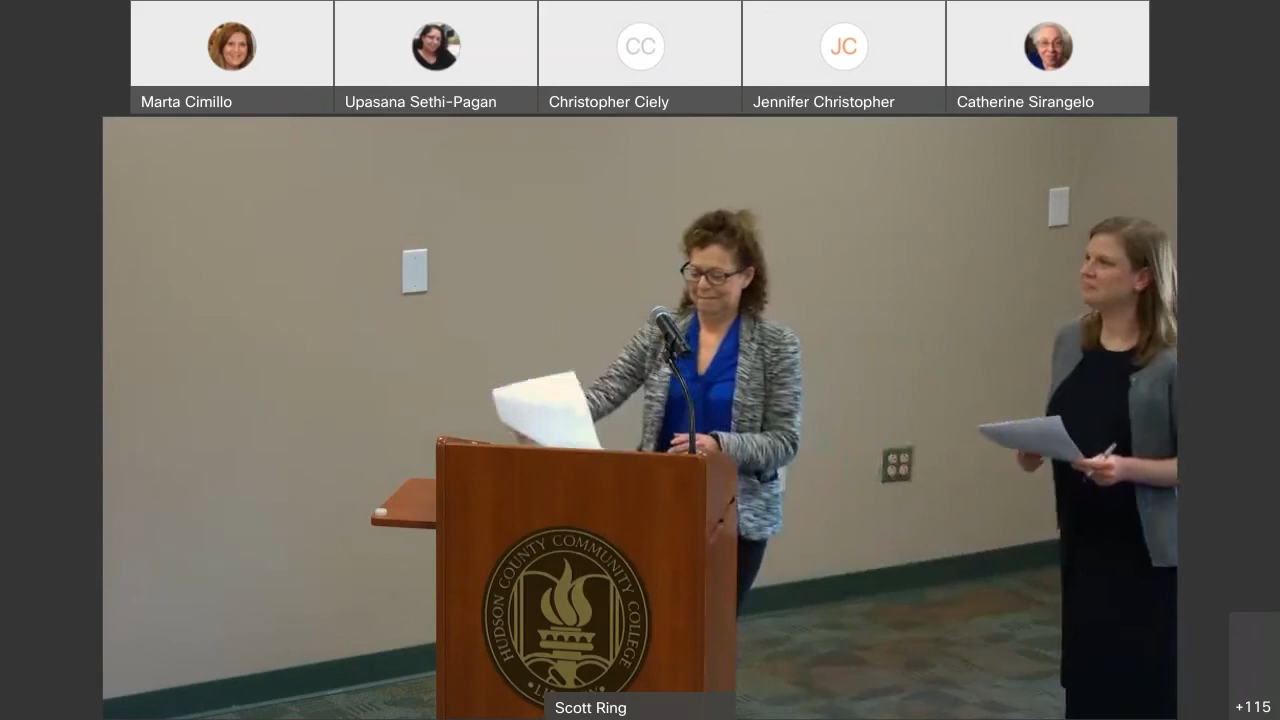 CC
JC
Marta Cimillo
Upasana Sethi-Pagan
Christopher Ciely
Jennifer Christopher
Catherine Sirangelo
HUDSON COUNTY COMMUNITY COLLEGE
Scott Ring
+115